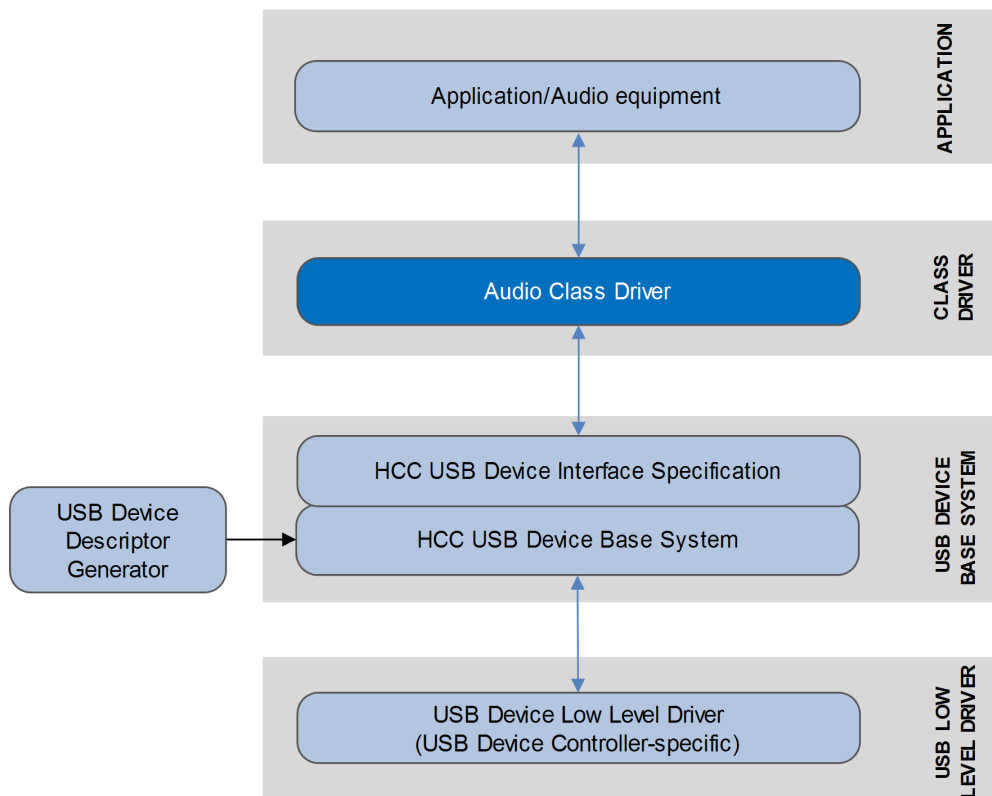 APPLICATION
Application/Audio equipment
CLASS
DRIVER
Audio Class Driver
USB DEVICE
BASE SYSTEM
HCC USB Device Interface Specification
USB Device
Descriptor
Generator
HCC USB Device Base System
USB LOW
LEVEL DRIVER
USB Device Low Level Driver
(USB Device Controller-specific)